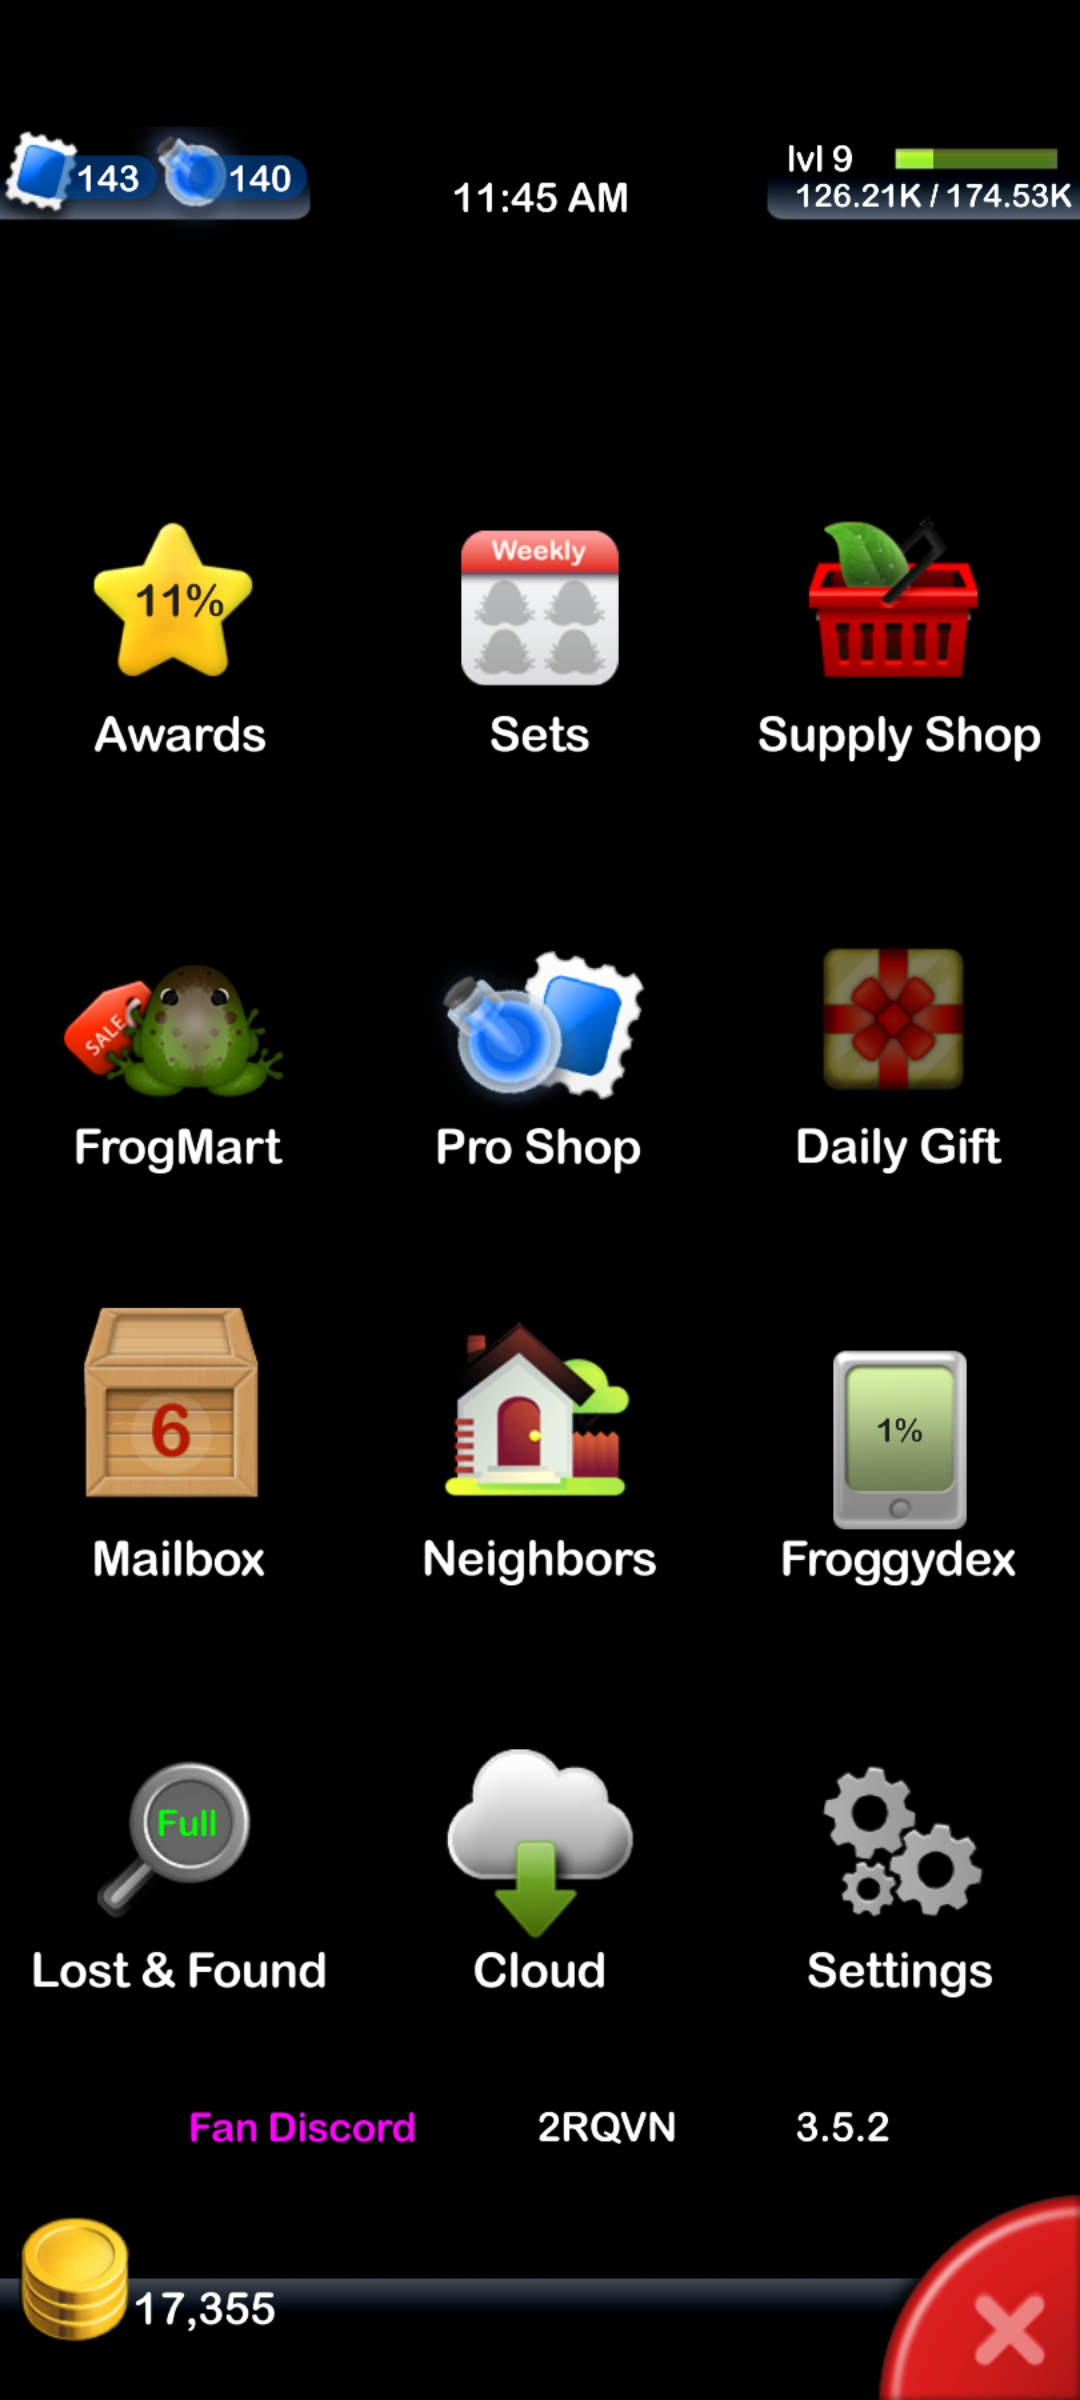 143 140
11:45 AM
lvl 9
126.21K / 174.53K
11%
Weekly
Awards
Sets
Supply Shop
SALE
FrogMart
Pro Shop
Daily Gift
6
1%
Mailbox
Neighbors
Froggydex
Full
Lost & Found
Cloud
Settings
Fan Discord 2RQVN 3.5.2
17,355